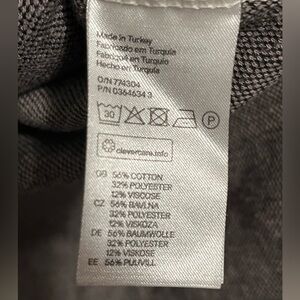 Made in Turkey
Fabricado em Turquia
Fabriqué en Turquie
Hecho en Turquía
O/N 774304
P/N 03646343
30 P
clevercare.info
GB 56% COTTON
32% POLYESTER
12% VISCOSE
CZ 56% BAVLNA
32% POLYESTER
12% VISKÓZA
DE 56% BAUMWOLLE
32% POLYESTER
12% VISKOSE
EE 56% PUUVILL